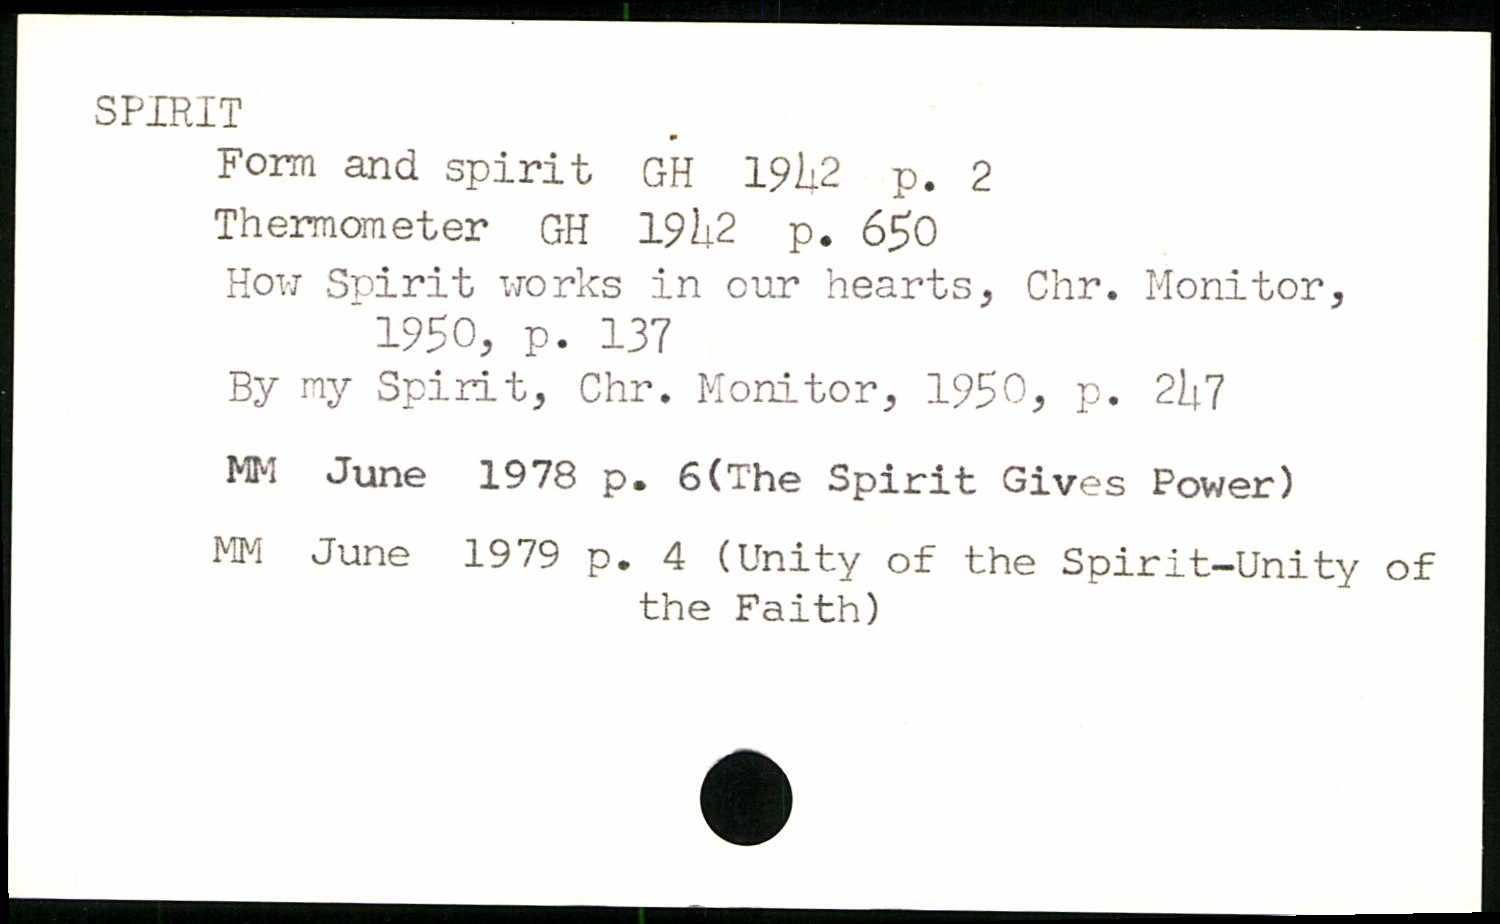 SPIRIT
Form and spirit GH 1942 p. 2
Thermometer GH 1942 p. 650
How Spirit works in our hearts, Chr. Monitor,
1950, p. 137
By my Spirit, Chr. Monitor, 1950, p. 247
MM June 1978 p. 6(The Spirit Gives Power)
MM June 1979 p. 4 (Unity of the Spirit-Unity of
the Faith)